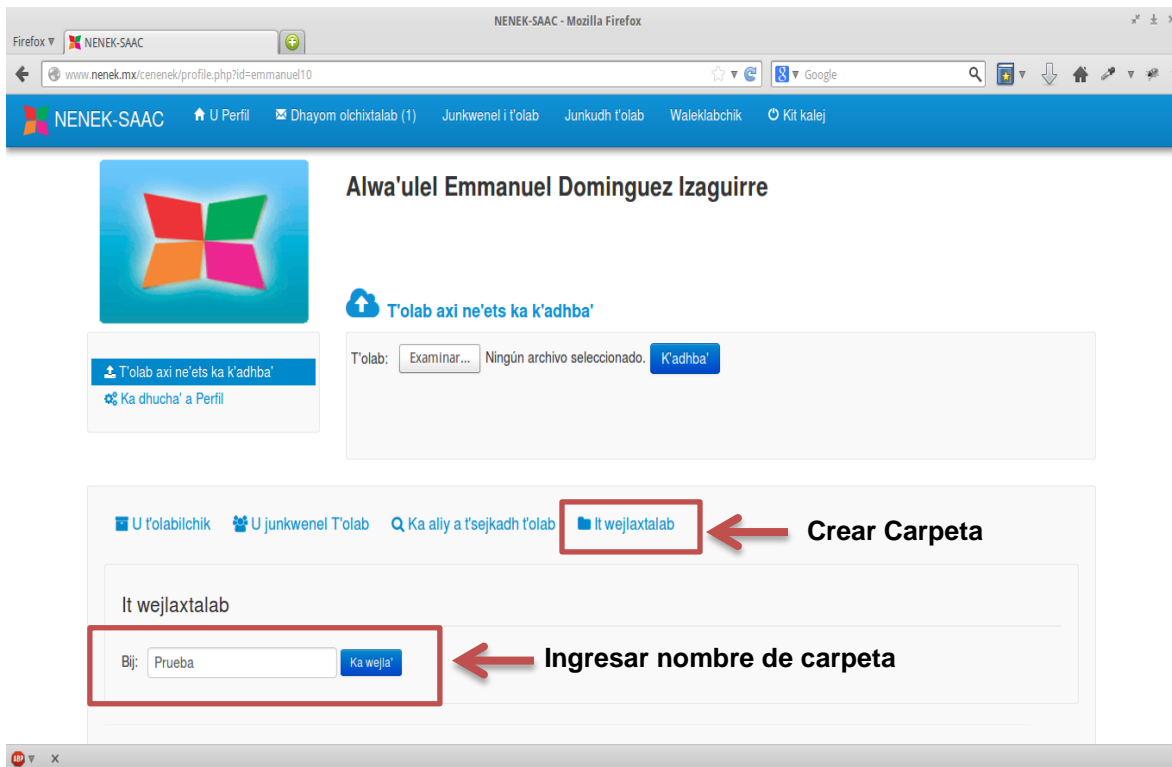 NENEK-SAAC - Mozilla Firefox
Firefox
NENEK-SAAC
www.nenek.mx/cenenek/profile.php?id=emmanuel10
Google
NENEK-SAAC
U Perfil
Dhayom olchixtalab (1)
Junkwenel i t'olab
Junkudh t'olab
Waleklabchik
Kit kalej
Alwa'ulel Emmanuel Dominguez Izaguirre
T'olab axi ne'ets ka k'adhba'
T'olab: Examinar... Ningún archivo seleccionado. K'adhba'
T'olab axi ne'ets ka k'adhba'
Ka dhucha' a Perfil
U t'olabilchik
U junkwenel T'olab
Ka aliy a t'sejkadh t'olab
It wejlaxtalab
Crear Carpeta
It wejlaxtalab
Bij: Prueba Ka wejla'
Ingresar nombre de carpeta
ABP